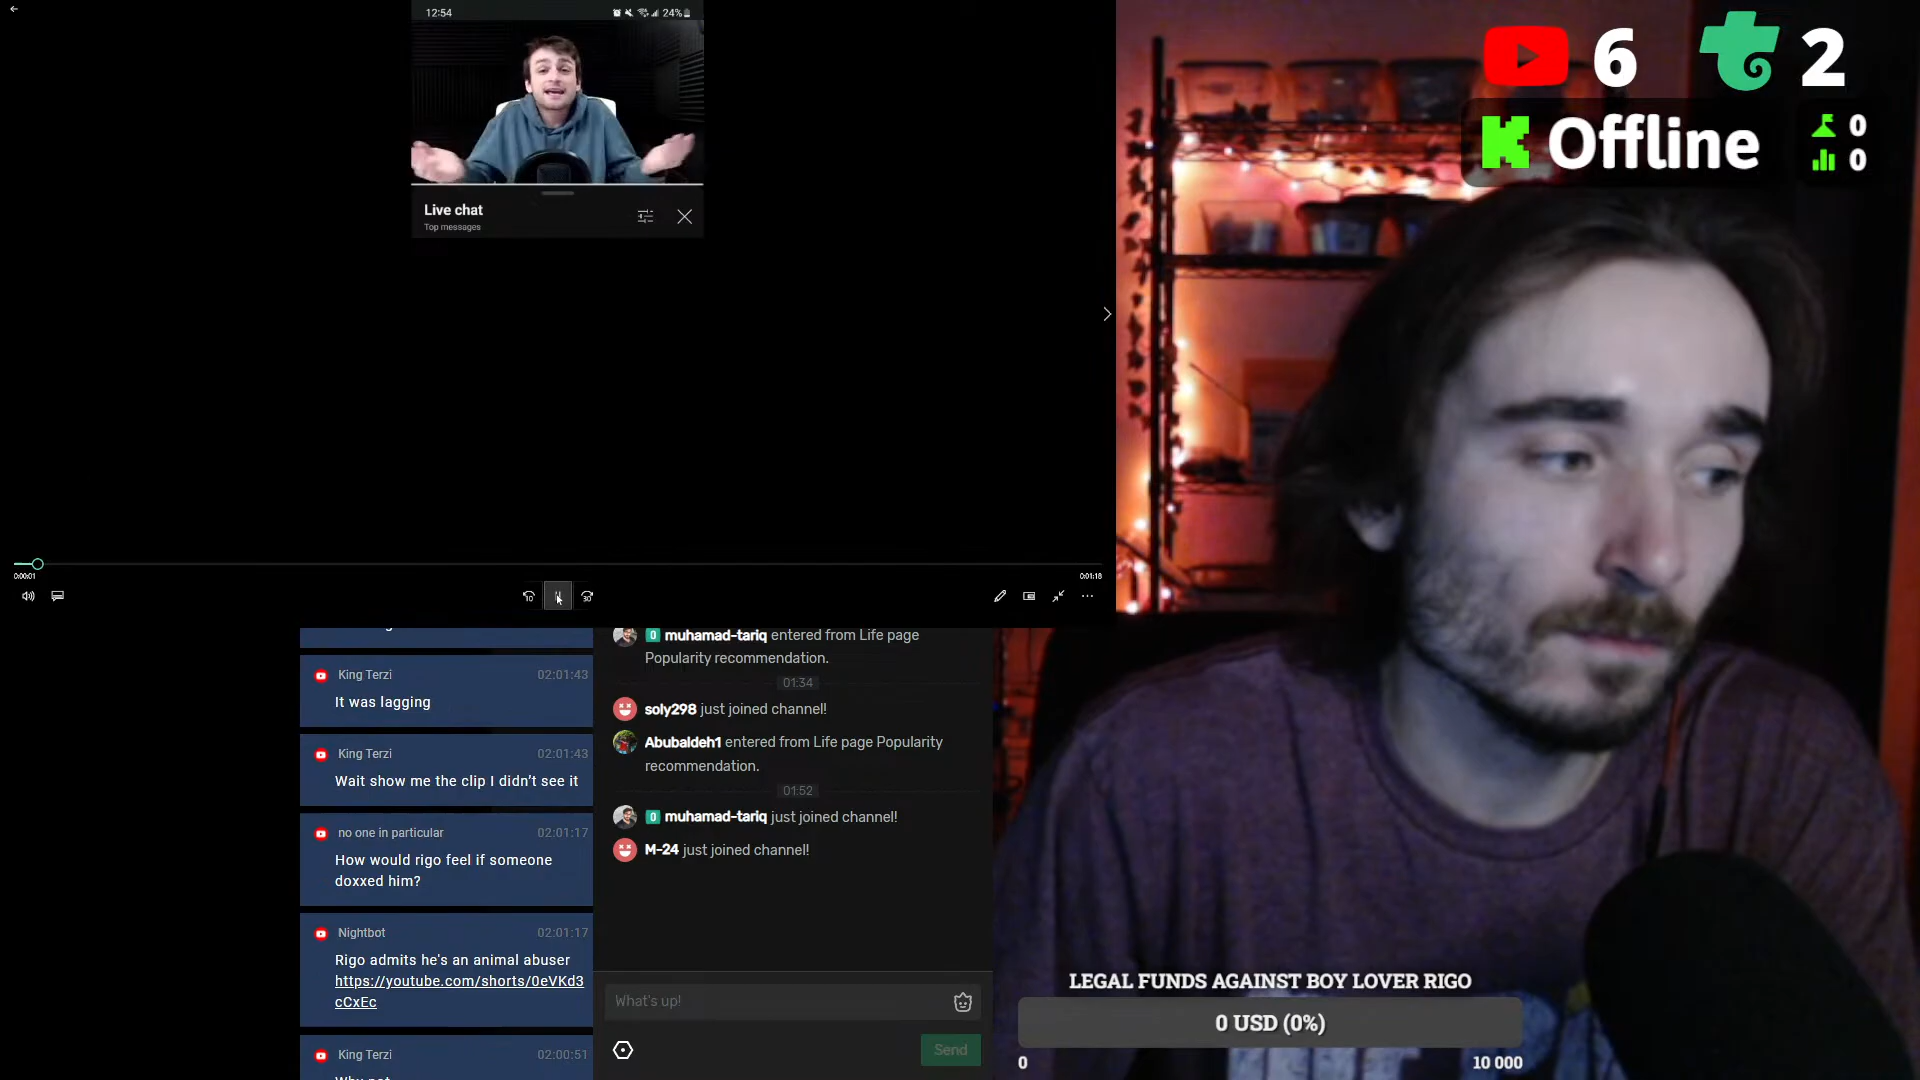 12:54
24%
Live chat
Top messages
6
2
Offline
0
0
0:00:01
0:01:18
10
30
King Terzi 02:01:43
It was lagging
King Terzi 02:01:43
Wait show me the clip I didn't see it
no one in particular 02:01:17
How would rigo feel if someone
doxxed him?
Nightbot 02:01:17
Rigo admits he's an animal abuser
https://youtube.com/shorts/0eVKd3
cCxEc
King Terzi 02:00:51
0 muhamad-tariq entered from Life page
Popularity recommendation.
01:34
soly298 just joined channel!
Abubaldeh1 entered from Life page Popularity
recommendation.
01:52
0 muhamad-tariq just joined channel!
M-24 just joined channel!
What's up!
Send
LEGAL FUNDS AGAINST BOY LOVER RIGO
0 USD (0%)
0 10 000